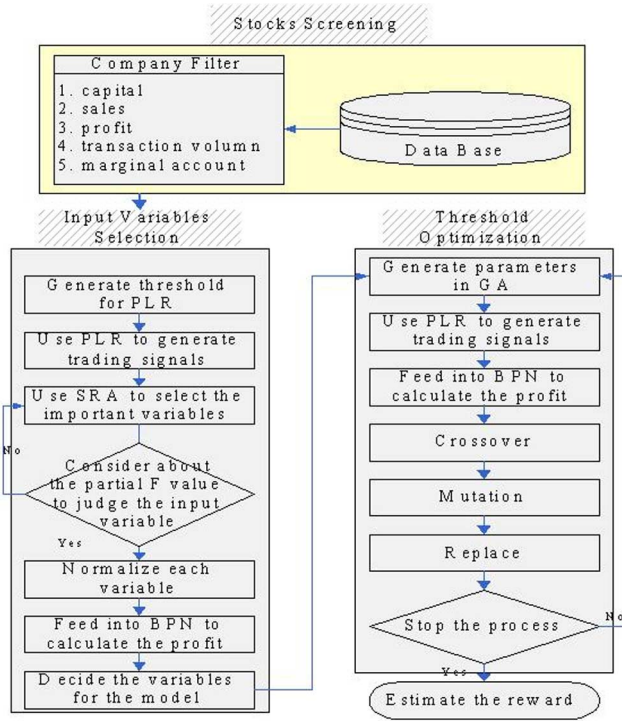 Stocks Screening
Company Filter
1. capital
2. sales
3. profit
4. transaction volumn
5. marginal account
Data Base
Input Variables
Selection
Generate threshold
for PLR
Use PLR to generate
trading signals
Use SRA to select the
important variables
No
Consider about
the partial F value
to judge the input
variable
Yes
Normalize each
variable
Feed into BPN to
calculate the profit
Decide the variables
for the model
Threshold
Optimization
Generate parameters
in GA
Use PLR to generate
trading signals
Feed into BPN to
calculate the profit
Crossover
Mutation
Replace
Stop the process
No
Yes
Estimate the reward